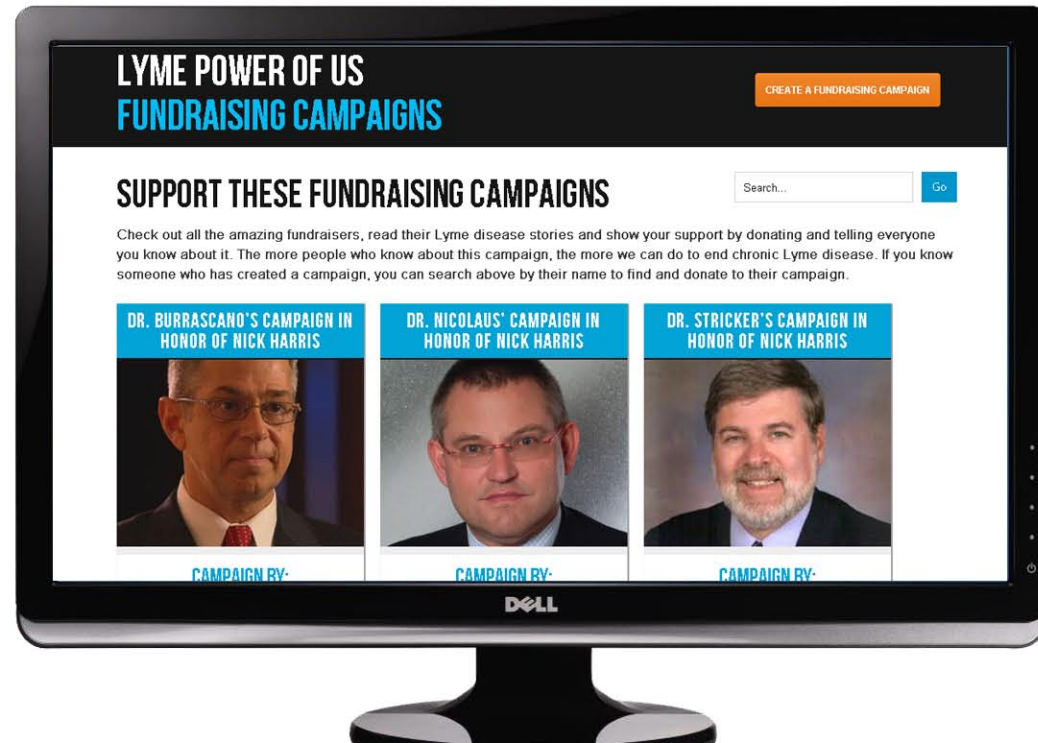 LYME POWER OF US
FUNDRAISING CAMPAIGNS
CREATE A FUNDRAISING CAMPAIGN
SUPPORT THESE FUNDRAISING CAMPAIGNS
Search...
Go
Check out all the amazing fundraisers, read their Lyme disease stories and show your support by donating and telling everyone
you know about it. The more people who know about this campaign, the more we can do to end chronic Lyme disease. If you know
someone who has created a campaign, you can search above by their name to find and donate to their campaign.
DR. BURRASCANO'S CAMPAIGN IN
HONOR OF NICK HARRIS
DR. NICOLAUS' CAMPAIGN IN
HONOR OF NICK HARRIS
DR. STRICKER'S CAMPAIGN IN
HONOR OF NICK HARRIS
CAMPAIGN BY:
CAMPAIGN BY:
CAMPAIGN BY:
DELL